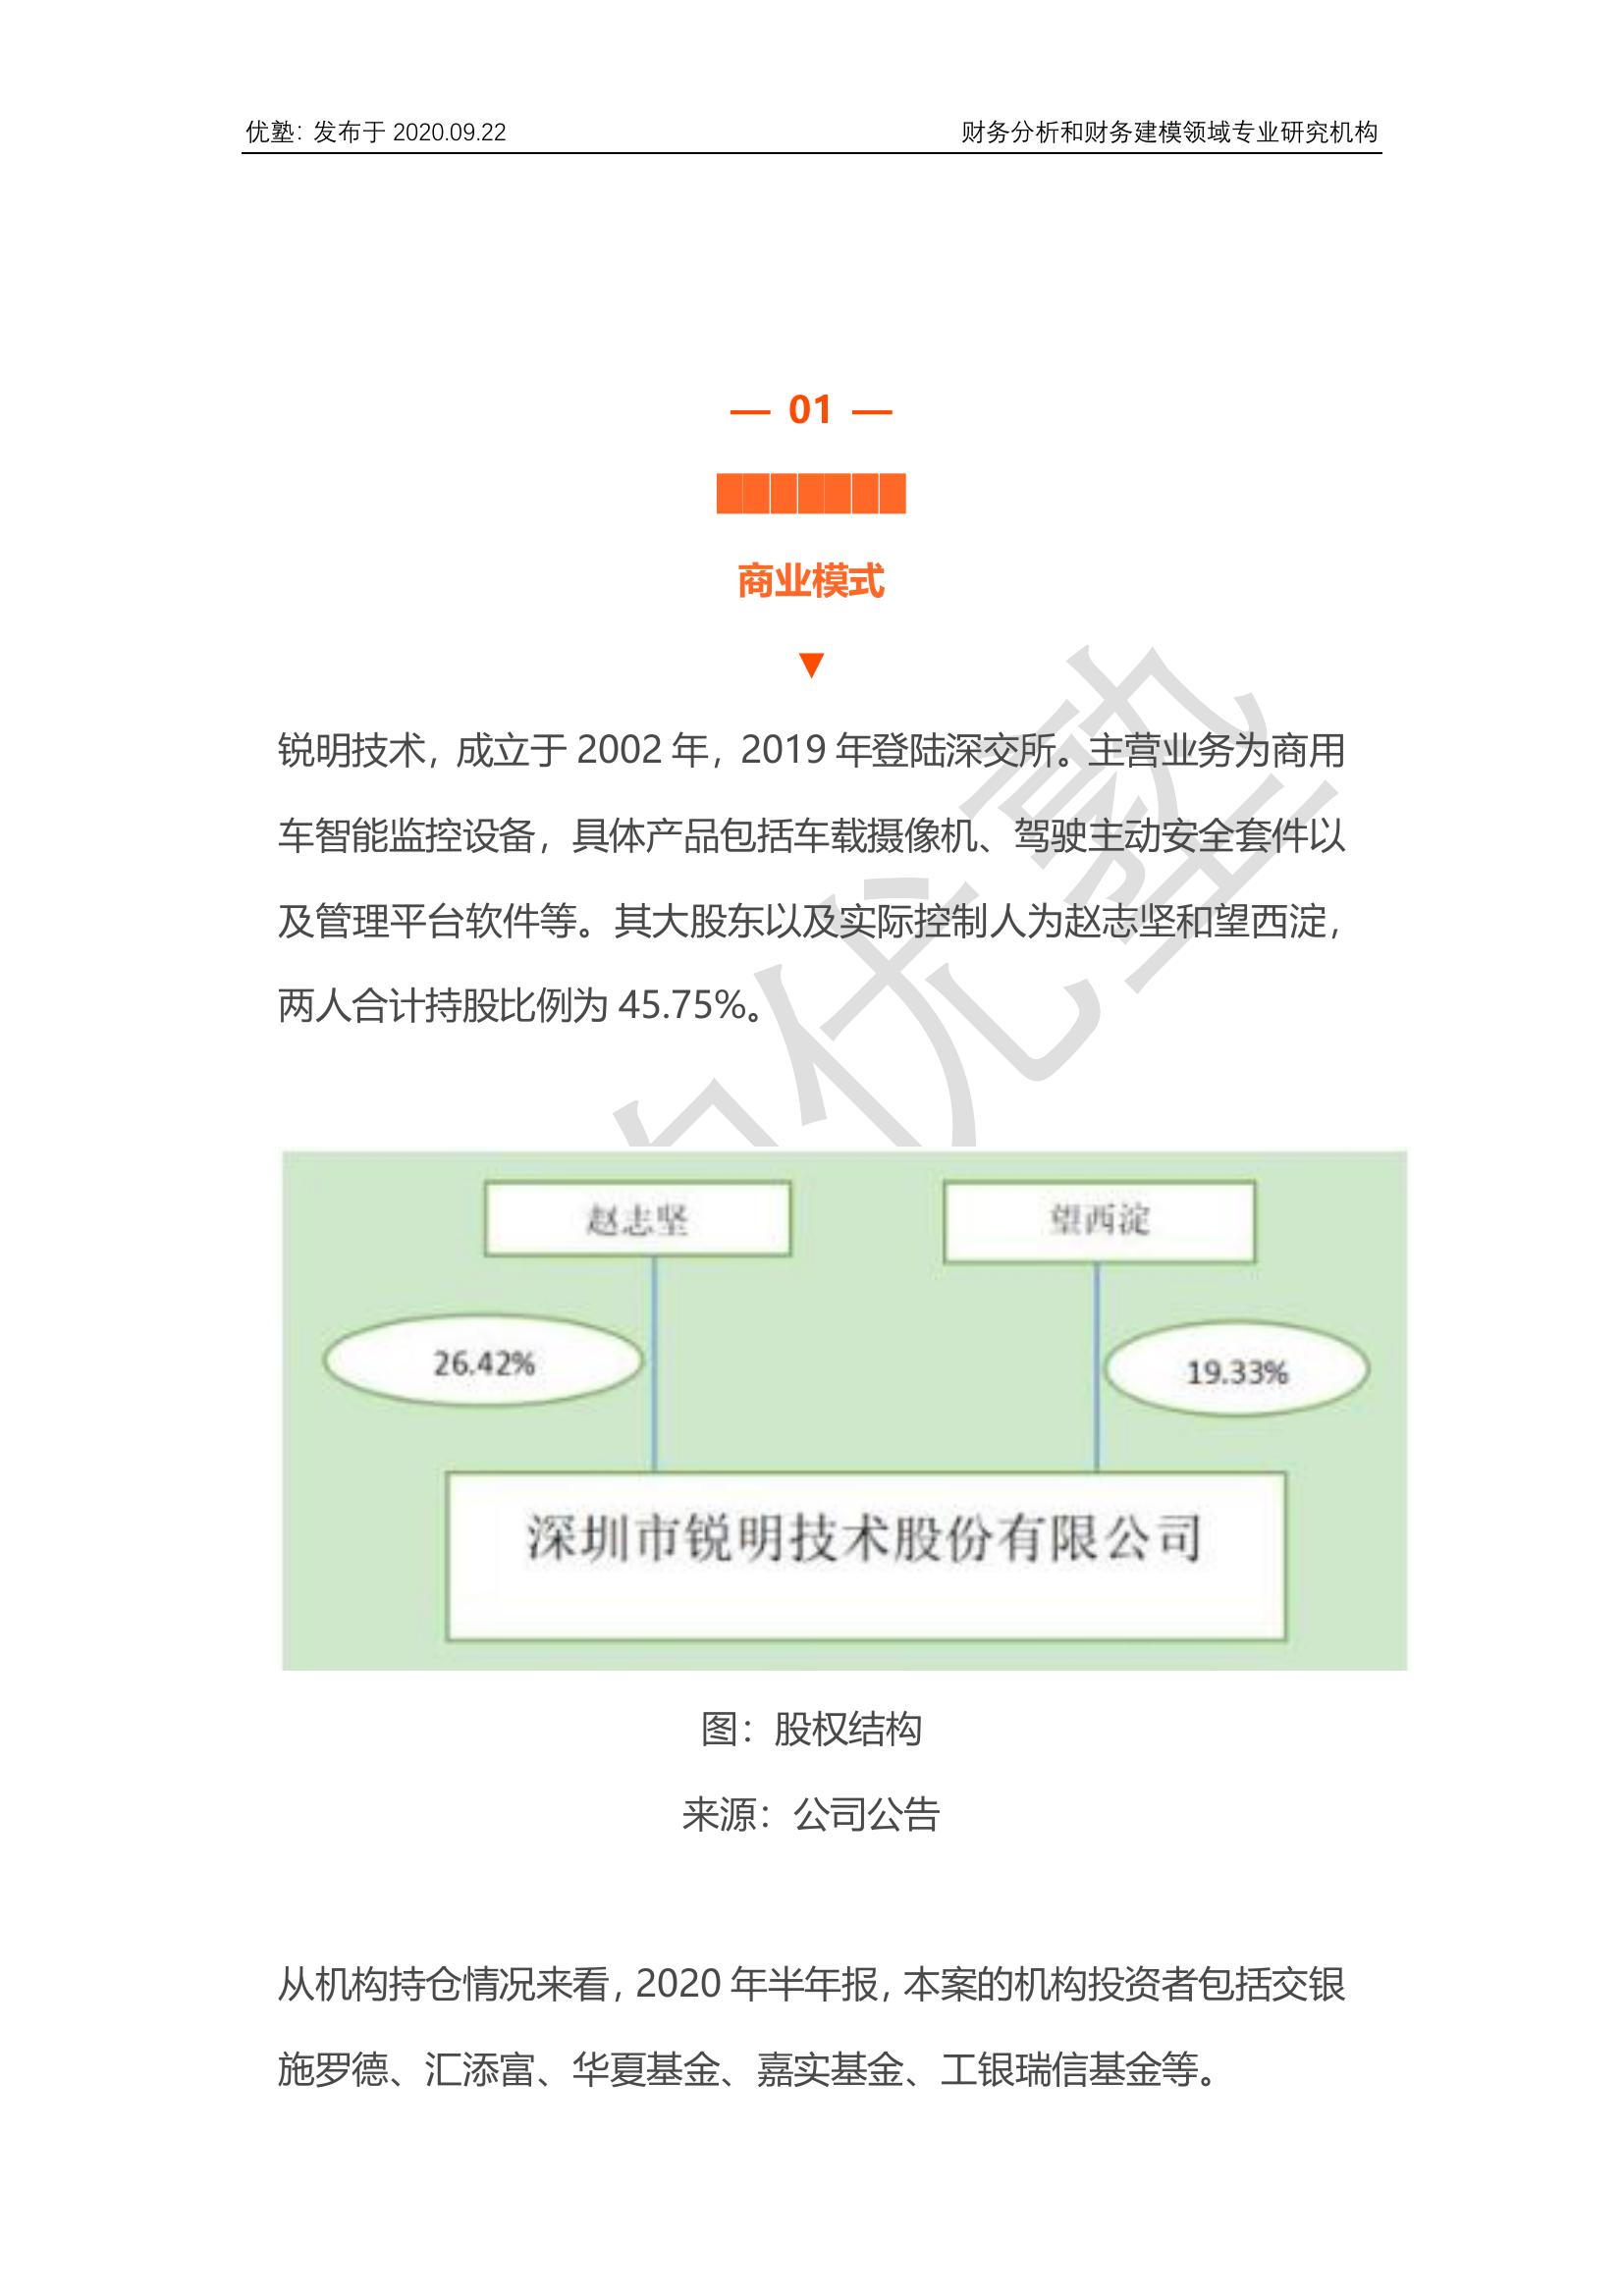 优塾：发布于 2020.09.22
财务分析和财务建模领域专业研究机构
— 01 —
███████
商业模式
▼
锐明技术，成立于 2002 年，2019 年登陆深交所。主营业务为商用
车智能监控设备，具体产品包括车载摄像机、驾驶主动安全套件以
及管理平台软件等。其大股东以及实际控制人为赵志坚和望西淀，
两人合计持股比例为 45.75%。
赵志坚
望西淀
26.42%
19.33%
深圳市锐明技术股份有限公司
图：股权结构
来源：公司公告
从机构持仓情况来看，2020 年半年报，本案的机构投资者包括交银
施罗德、汇添富、华夏基金、嘉实基金、工银瑞信基金等。
优塾